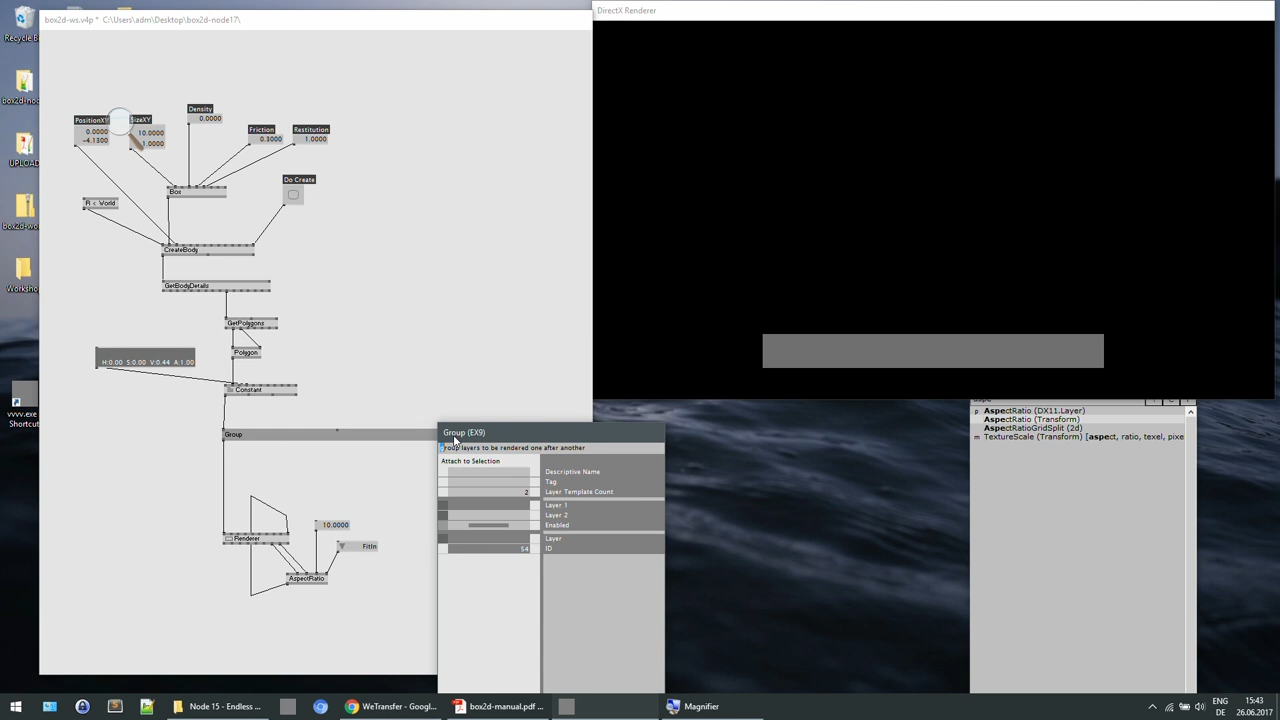 box2d-ws.v4p * C:\Users\adm\Desktop\box2d-node17\
DirectX Renderer
Recycle B
box2d-no
UPLOAD
box2d-wo
Worksho
vvvv.exe
Shortcut
PositionXY
0.0000
-4.1300
SizeXY
10.0000
1.0000
Density
0.0000
Friction
0.3000
Restitution
1.0000
Do Create
Box
R < World
CreateBody
GetBodyDetails
GetPolygons
Polygon
H:0.00 S:0.00 V:0.44 A:1.00
Constant
Group
Renderer
10.0000
FitIn
AspectRatio
Group (EX9)
group layers to be rendered one after another
Attach to Selection
Descriptive Name
Tag
2 Layer Template Count
Layer 1
Layer 2
Enabled
Layer
54 ID
p AspectRatio (DX11.Layer)
AspectRatio (Transform)
AspectRatioGridSplit (2d)
m TextureScale (Transform) [aspect, ratio, texel, pixe
Node 15 - Endless ...
WeTransfer - Googl...
box2d-manual.pdf ...
Magnifier
ENG
DE
15:43
26.06.2017